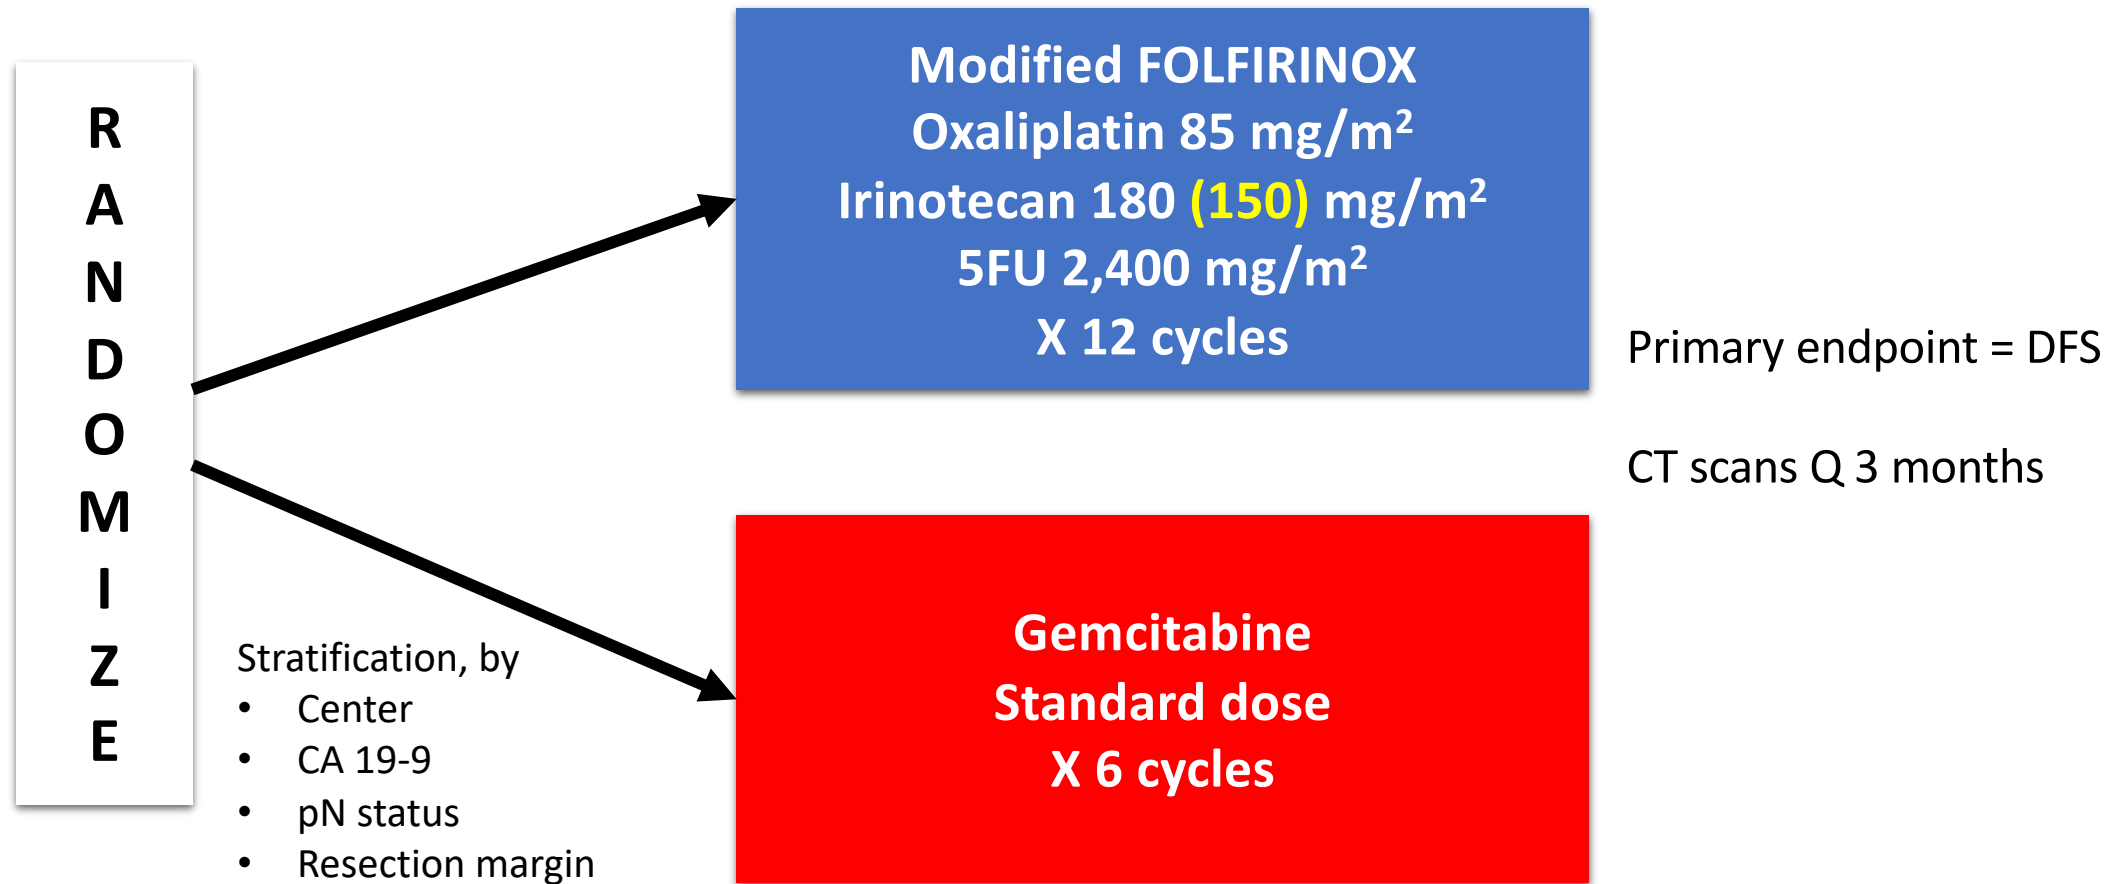 R
A
N
D
O
M
I
Z
E
Stratification, by
• Center
• CA 19-9
• pN status
• Resection margin
Modified FOLFIRINOX
Oxaliplatin 85 mg/m²
Irinotecan 180 (150) mg/m²
5FU 2,400 mg/m²
X 12 cycles
Gemcitabine
Standard dose
X 6 cycles
Primary endpoint = DFS
CT scans Q 3 months